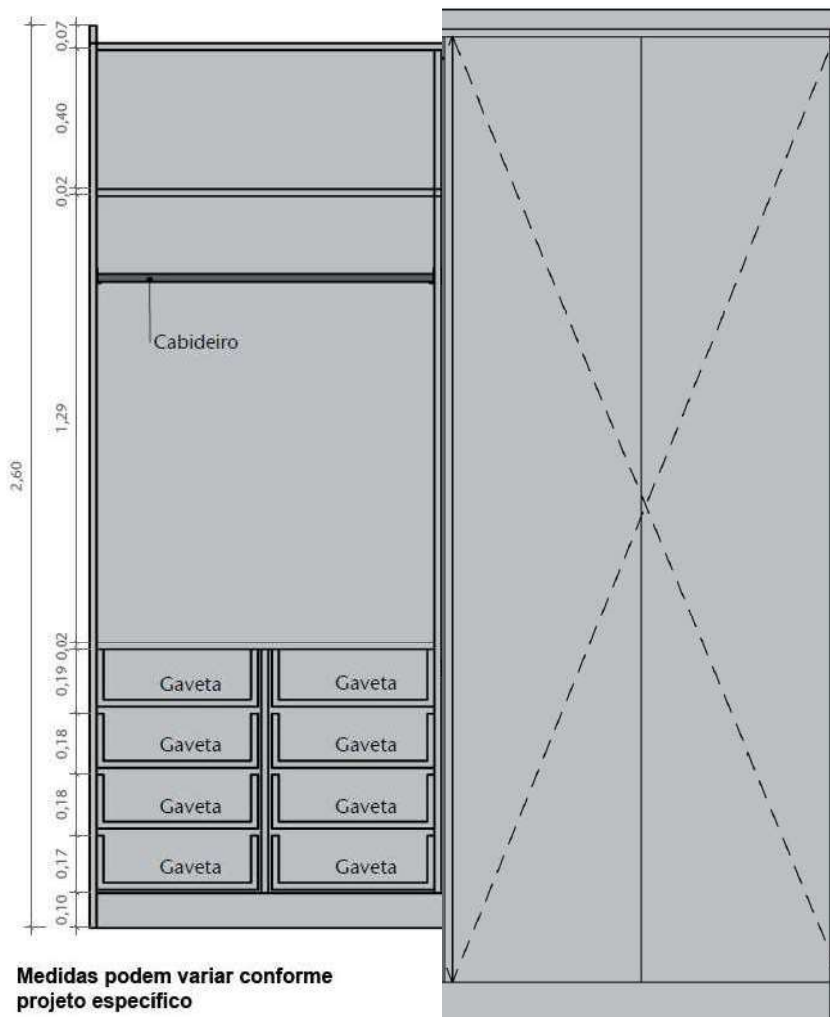 0,07
0,40
0,02
Cabideiro
1,29
2,60
0,02
0,19
Gaveta Gaveta
0,18
Gaveta Gaveta
0,18
Gaveta Gaveta
0,17
Gaveta Gaveta
0,10
Medidas podem variar conforme
projeto específico